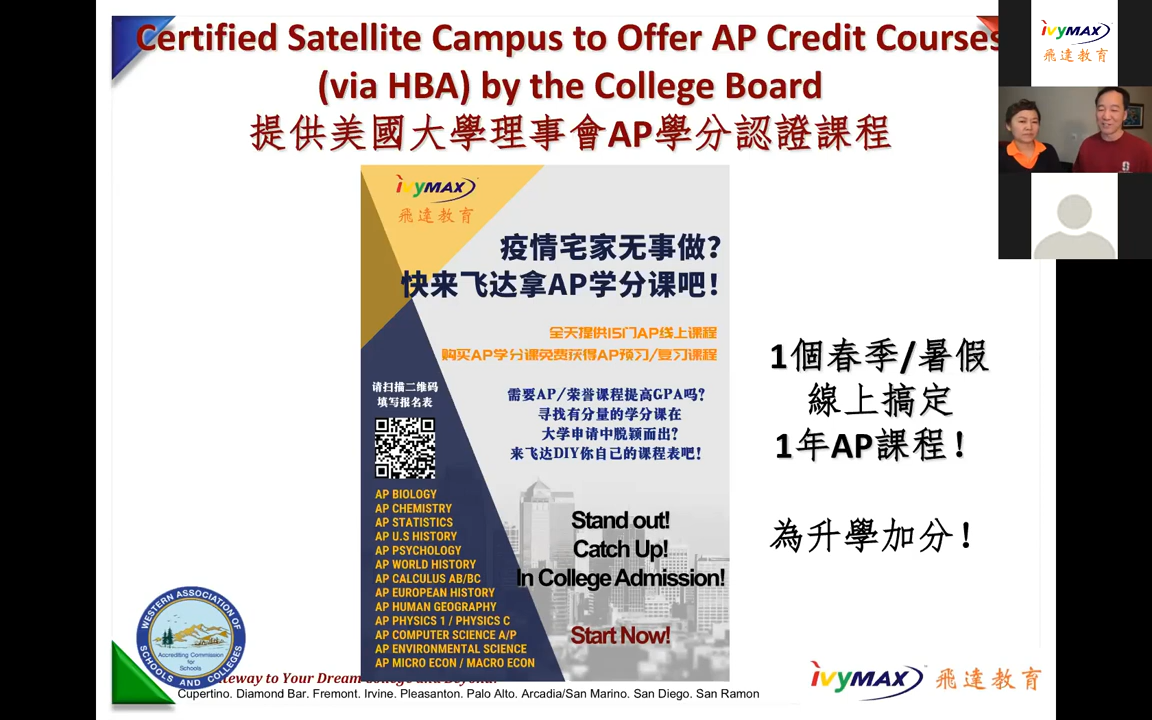 Certified Satellite Campus to Offer AP Credit Courses
(via HBA) by the College Board
提供美國大學理事會AP學分認證課程
ivyMAX
飛達教育
ivyMAX
飛達教育
疫情宅家无事做?
快来飞达拿AP学分课吧!
全天提供15门AP线上课程
购买AP学分课免费获得AP预习/复习课程
请扫描二维码
填写报名表
需要AP/荣誉课程提高GPA吗?
寻找有分量的学分课在
大学申请中脱颖而出?
来飞达DIY你自己的课程表吧!
AP BIOLOGY
AP CHEMISTRY
AP STATISTICS
AP U.S HISTORY
AP PSYCHOLOGY
AP WORLD HISTORY
AP CALCULUS AB/BC
AP EUROPEAN HISTORY
AP HUMAN GEOGRAPHY
AP PHYSICS 1 / PHYSICS C
AP COMPUTER SCIENCE A/P
AP ENVIRONMENTAL SCIENCE
AP MICRO ECON / MACRO ECON
Stand out!
Catch Up!
In College Admission!
Start Now!
1個春季/暑假
線上搞定
1年AP課程!
為升學加分!
WESTERN ASSOCIATION OF
SCHOOLS AND COLLEGES
Accrediting Commission
for
Schools
to Your Dream
Cupertino. Diamond Bar. Fremont. Irvine. Pleasanton. Palo Alto. Arcadia/San Marino. San Diego. San Ramon
ivyMAX 飛達教育